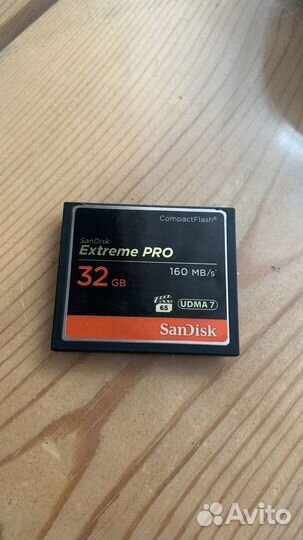 CompactFlash®
SanDisk
Extreme PRO
32 GB 160 MB/s
65 UDMA 7
SanDisk
Avito